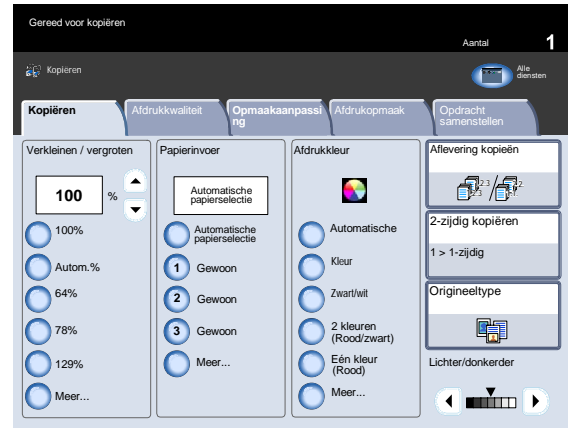 Gereed voor kopiëren
Aantal
1
Kopiëren
Alle
diensten
Kopiëren
Afdrukkwaliteit
Opmaakaanpassi
ng
Afdrukopmaak
Opdracht
samenstellen
Verkleinen / vergroten
100 %
100%
Autom.%
64%
78%
129%
Meer...
Papierinvoer
Automatische
papierselectie
Automatische
papierselectie
1 Gewoon
2 Gewoon
3 Gewoon
Meer...
Afdrukkleur
Automatische
Kleur
Zwart/wit
2 kleuren
(Rood/zwart)
Eén kleur
(Rood)
Meer...
Aflevering kopieën
2-zijdig kopiëren
1 > 1-zijdig
Origineeltype
Lichter/donkerder